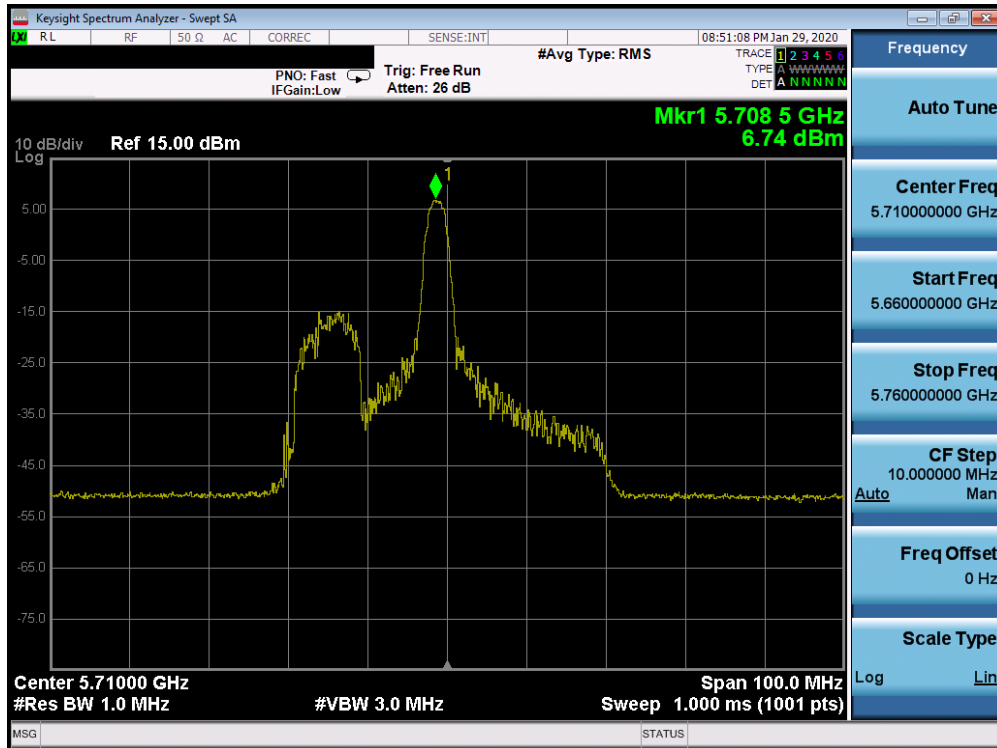 Keysight Spectrum Analyzer - Swept SA
LXI RL RF 50 Ω AC CORREC SENSE:INT 08:51:08 PM Jan 29, 2020
#Avg Type: RMS
TRACE 1 2 3 4 5 6
TYPE A WWWWW
DET A N N N N N
PNO: Fast Trig: Free Run
IFGain:Low Atten: 26 dB
Mkr1 5.708 5 GHz
6.74 dBm
10 dB/div Ref 15.00 dBm
Log
1
5.00
-5.00
-15.0
-25.0
-35.0
-45.0
-55.0
-65.0
-75.0
Center 5.71000 GHz Span 100.0 MHz
#Res BW 1.0 MHz #VBW 3.0 MHz Sweep 1.000 ms (1001 pts)
MSG STATUS
Frequency
Auto Tune
Center Freq
5.710000000 GHz
Start Freq
5.660000000 GHz
Stop Freq
5.760000000 GHz
CF Step
10.000000 MHz
Auto Man
Freq Offset
0 Hz
Scale Type
Log Lin